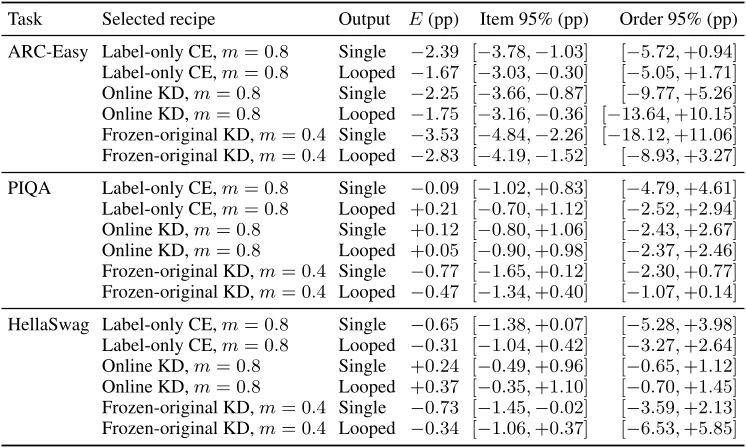 Task Selected recipe Output E (pp) Item 95% (pp) Order 95% (pp)
ARC-Easy Label-only CE, m = 0.8 Single −2.39 [−3.78, −1.03] [−5.72, +0.94]
Label-only CE, m = 0.8 Looped −1.67 [−3.03, −0.30] [−5.05, +1.71]
Online KD, m = 0.8 Single −2.25 [−3.66, −0.87] [−9.77, +5.26]
Online KD, m = 0.8 Looped −1.75 [−3.16, −0.36] [−13.64, +10.15]
Frozen-original KD, m = 0.4 Single −3.53 [−4.84, −2.26] [−18.12, +11.06]
Frozen-original KD, m = 0.4 Looped −2.83 [−4.19, −1.52] [−8.93, +3.27]
PIQA Label-only CE, m = 0.8 Single −0.09 [−1.02, +0.83] [−4.79, +4.61]
Label-only CE, m = 0.8 Looped +0.21 [−0.70, +1.12] [−2.52, +2.94]
Online KD, m = 0.8 Single +0.12 [−0.80, +1.06] [−2.43, +2.67]
Online KD, m = 0.8 Looped +0.05 [−0.90, +0.98] [−2.37, +2.46]
Frozen-original KD, m = 0.4 Single −0.77 [−1.65, +0.12] [−2.30, +0.77]
Frozen-original KD, m = 0.4 Looped −0.47 [−1.34, +0.40] [−1.07, +0.14]
HellaSwag Label-only CE, m = 0.8 Single −0.65 [−1.38, +0.07] [−5.28, +3.98]
Label-only CE, m = 0.8 Looped −0.31 [−1.04, +0.42] [−3.27, +2.64]
Online KD, m = 0.8 Single +0.24 [−0.49, +0.96] [−0.65, +1.12]
Online KD, m = 0.8 Looped +0.37 [−0.35, +1.10] [−0.70, +1.45]
Frozen-original KD, m = 0.4 Single −0.73 [−1.45, −0.02] [−3.59, +2.13]
Frozen-original KD, m = 0.4 Looped −0.34 [−1.06, +0.37] [−6.53, +5.85]